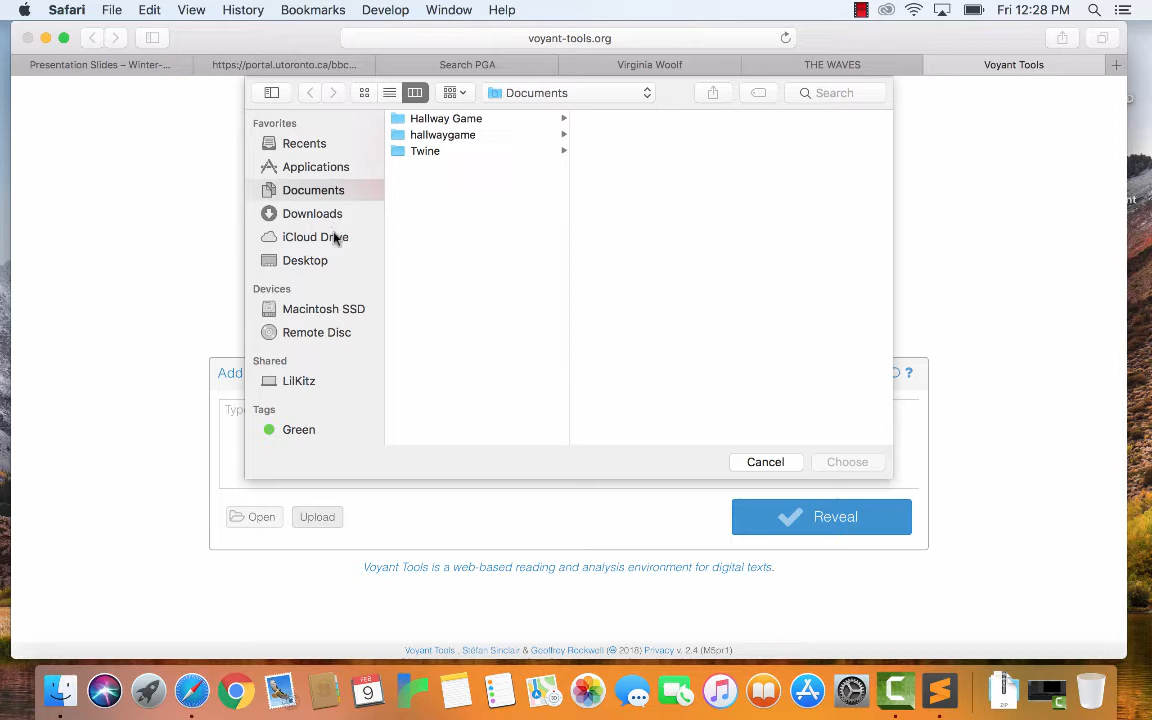 Safari File Edit View History Bookmarks Develop Window Help Fri 12:28 PM
voyant-tools.org
Presentation Slides – Winter-... https://portal.utoronto.ca/bbc... Search PGA Virginia Woolf THE WAVES Voyant Tools
Documents Search
Favorites
Recents
Applications
Documents
Downloads
iCloud Drive
Desktop
Devices
Macintosh SSD
Remote Disc
Shared
LilKitz
Tags
Green
Hallway Game
hallwaygame
Twine
Cancel Choose
Add ?
Typ
Open Upload Reveal
Voyant Tools is a web-based reading and analysis environment for digital texts.
Voyant Tools , Stéfan Sinclair & Geoffrey Rockwell (© 2018) Privacy v. 2.4 (M5pr1)
FEB
9
ZIP